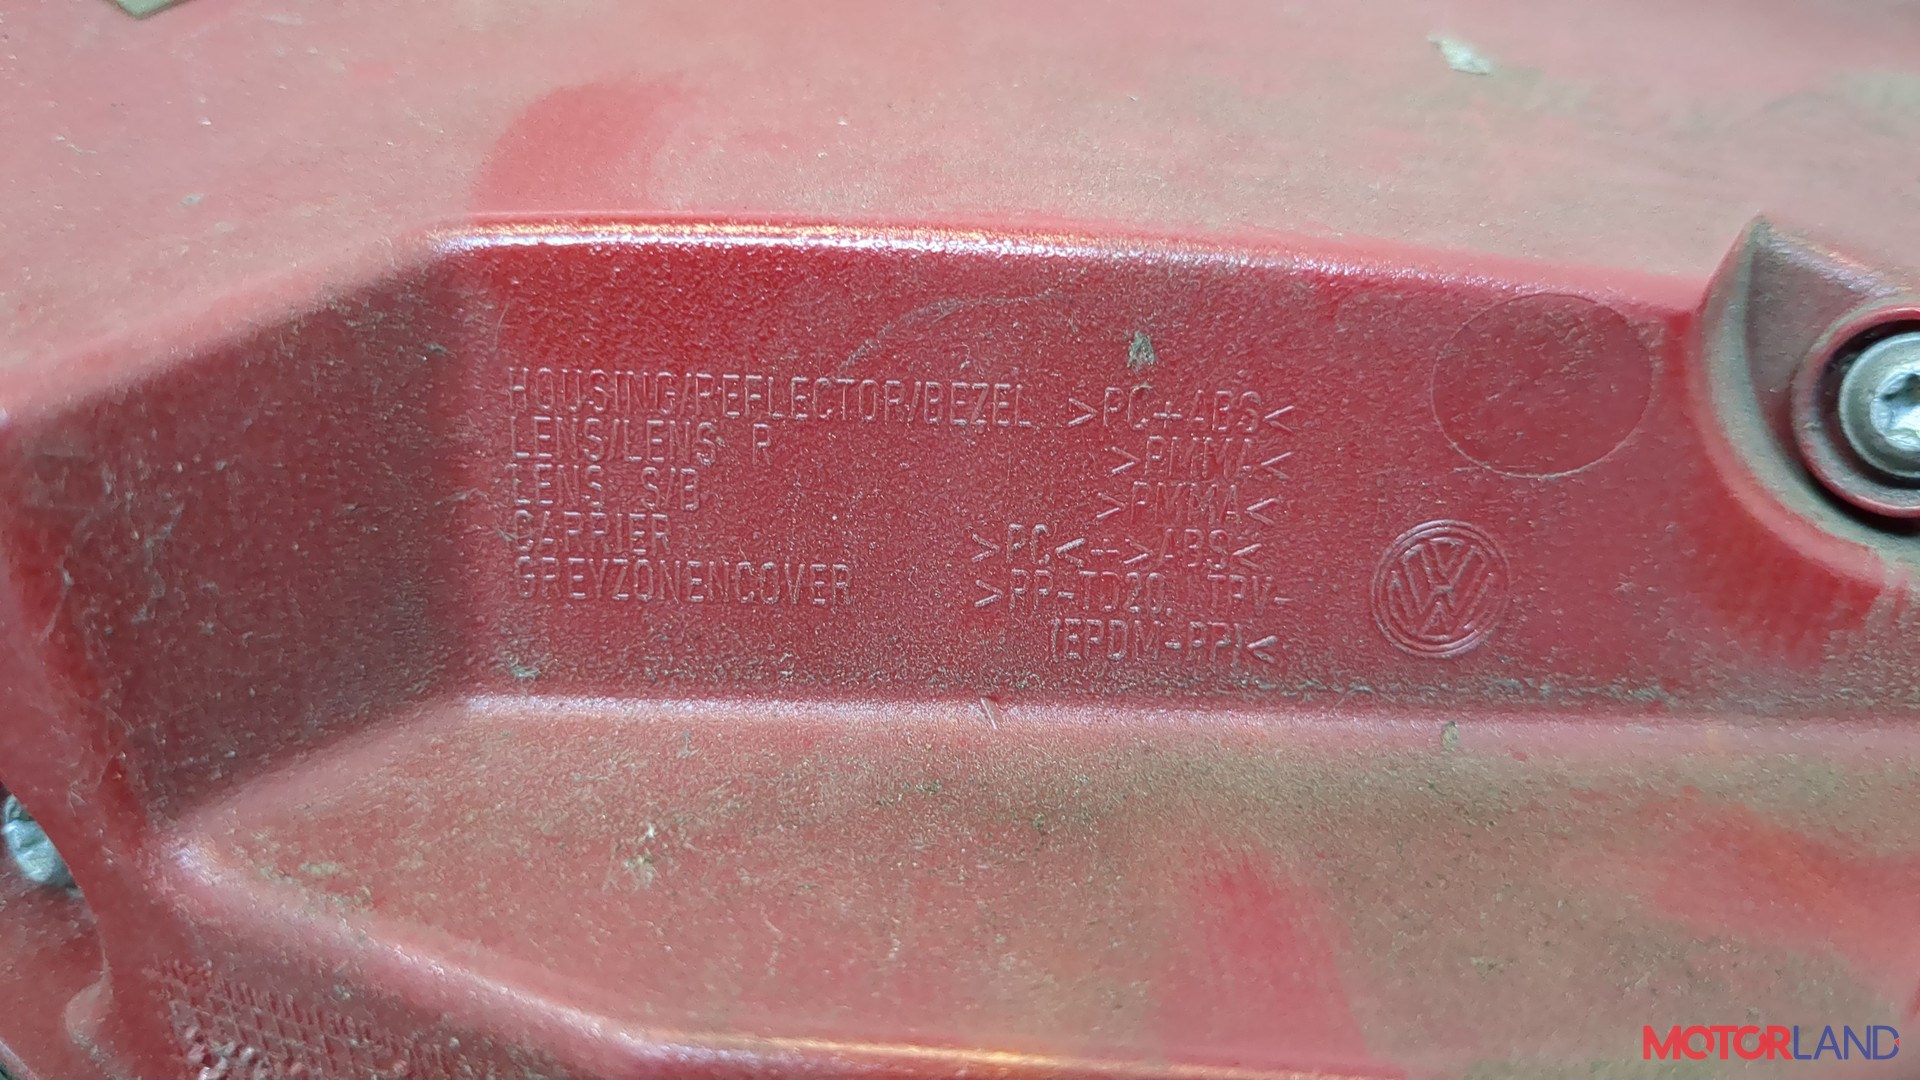 HOUSING/REFLECTOR/BEZEL >PC+ABS<
LENS/LENS R >PMMA<
LENS S/B >PMMA<
CARRIER >PC<-->ABS<
GREYZONENCOVER >PP-TD20, TPV-
(EPDM-PP)<
VW
MOTORLAND